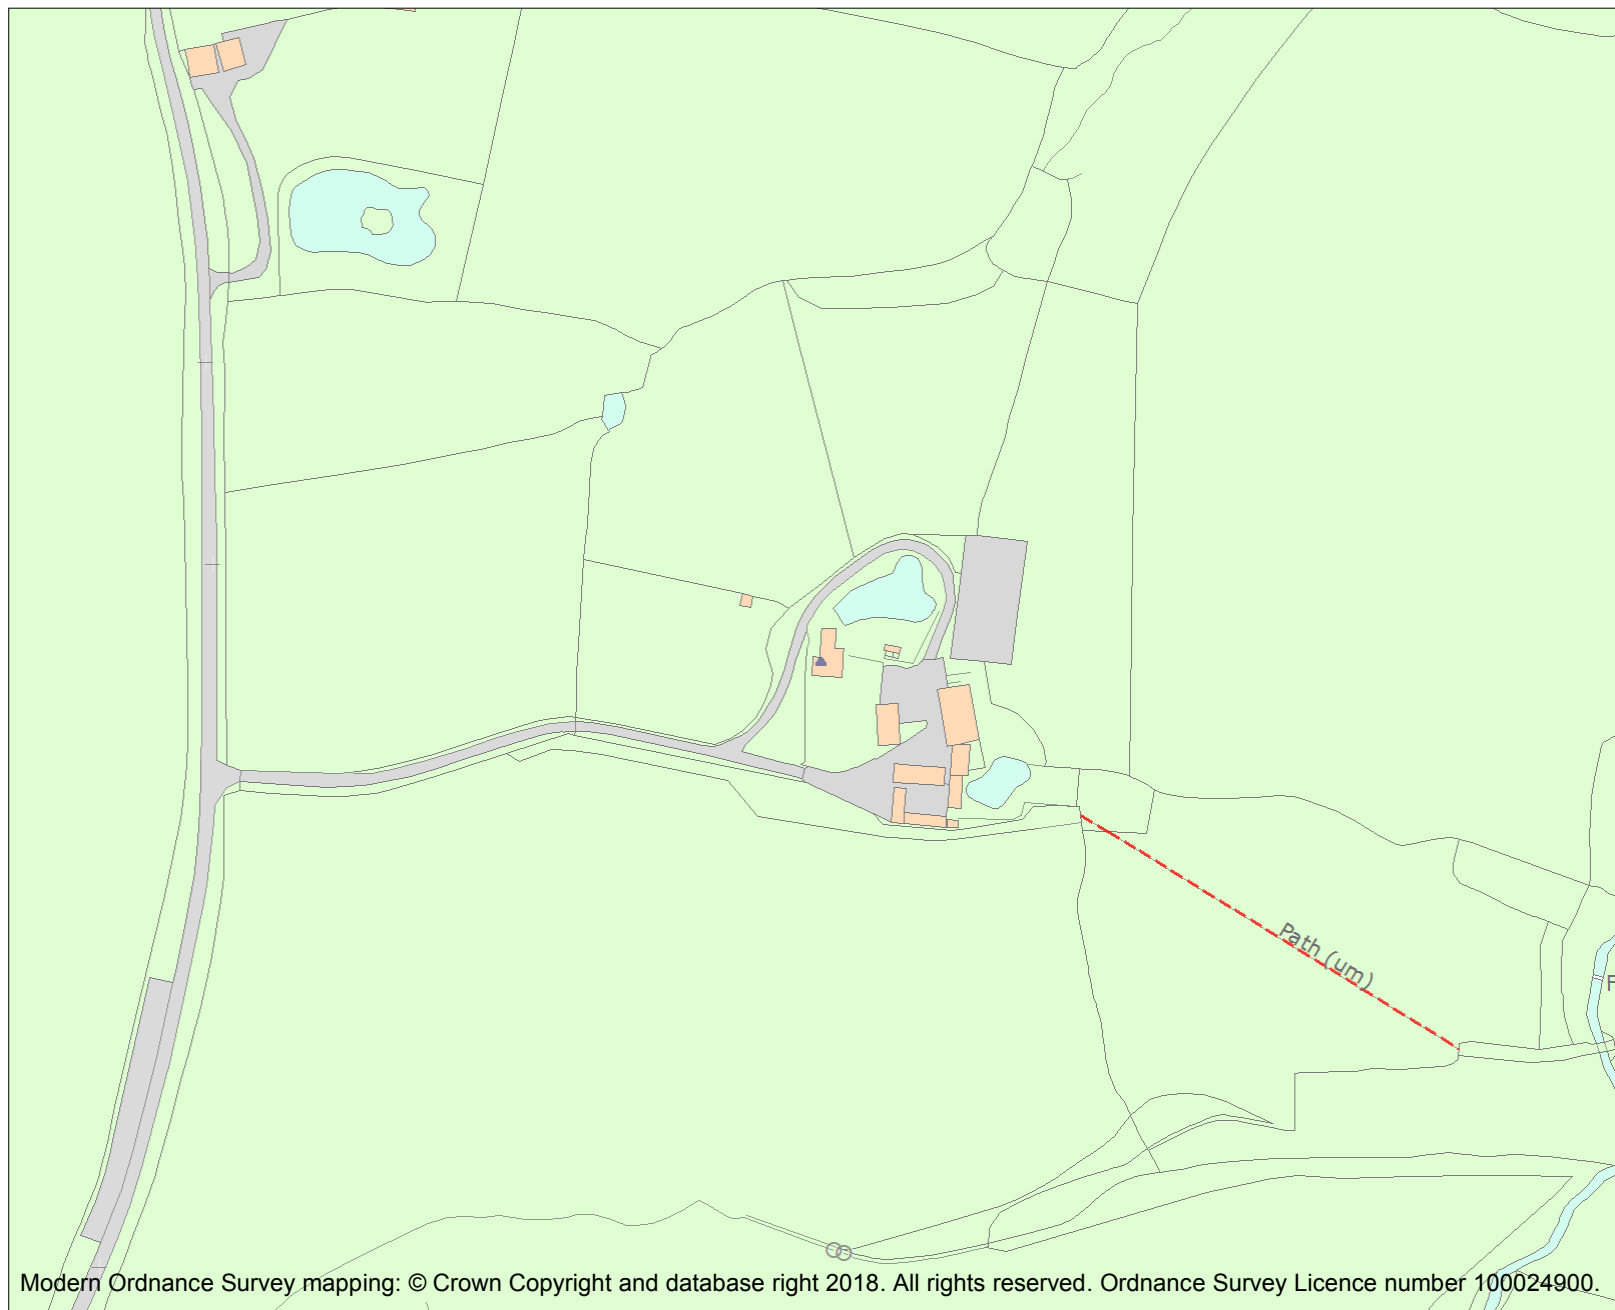 Path (um)
F
Modern Ordnance Survey mapping: © Crown Copyright and database right 2018. All rights reserved. Ordnance Survey Licence number 100024900.